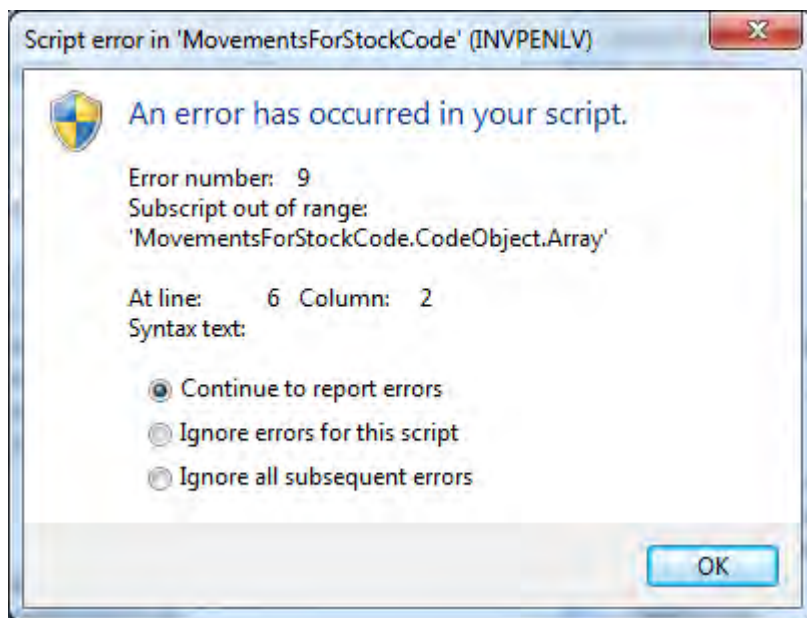 Script error in 'MovementsForStockCode' (INVPENLV)
An error has occurred in your script.
Error number: 9
Subscript out of range:
'MovementsForStockCode.CodeObject.Array'
At line: 6 Column: 2
Syntax text:
Continue to report errors
Ignore errors for this script
Ignore all subsequent errors
OK